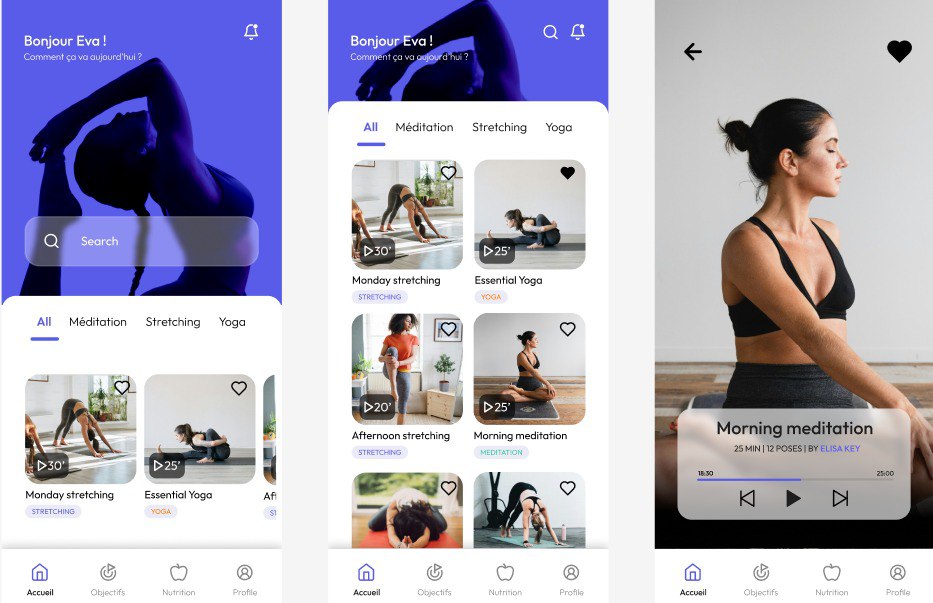 Bonjour Eva !
Comment ça va aujourd'hui ?
Search
All Méditation Stretching Yoga
30'
25'
Monday stretching
Essential Yoga
Af
STRETCHING
YOGA
ST
Accueil
Objectifs
Nutrition
Profile
Bonjour Eva !
Comment ça va aujourd'hui ?
All Méditation Stretching Yoga
30'
25'
Monday stretching
Essential Yoga
STRETCHING
YOGA
20'
25'
Afternoon stretching
Morning meditation
STRETCHING
MEDITATION
Accueil
Objectifs
Nutrition
Profile
Morning meditation
25 MIN | 12 POSES | BY ELISA KEY
18:30
25:00
Accueil
Objectifs
Nutrition
Profile